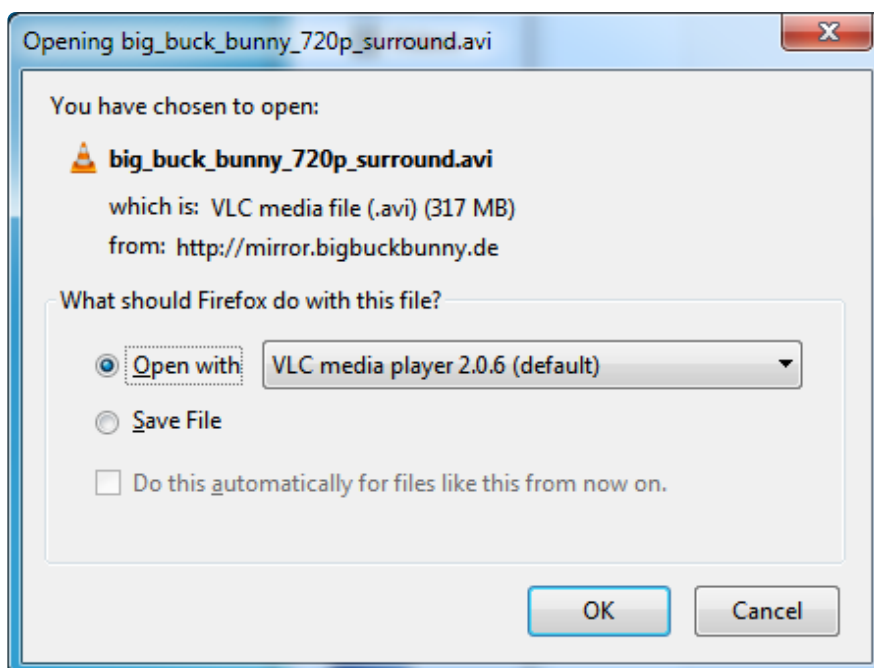 Opening big_buck_bunny_720p_surround.avi
You have chosen to open:
big_buck_bunny_720p_surround.avi
which is: VLC media file (.avi) (317 MB)
from: http://mirror.bigbuckbunny.de
What should Firefox do with this file?
Open with VLC media player 2.0.6 (default)
Save File
Do this automatically for files like this from now on.
OK Cancel